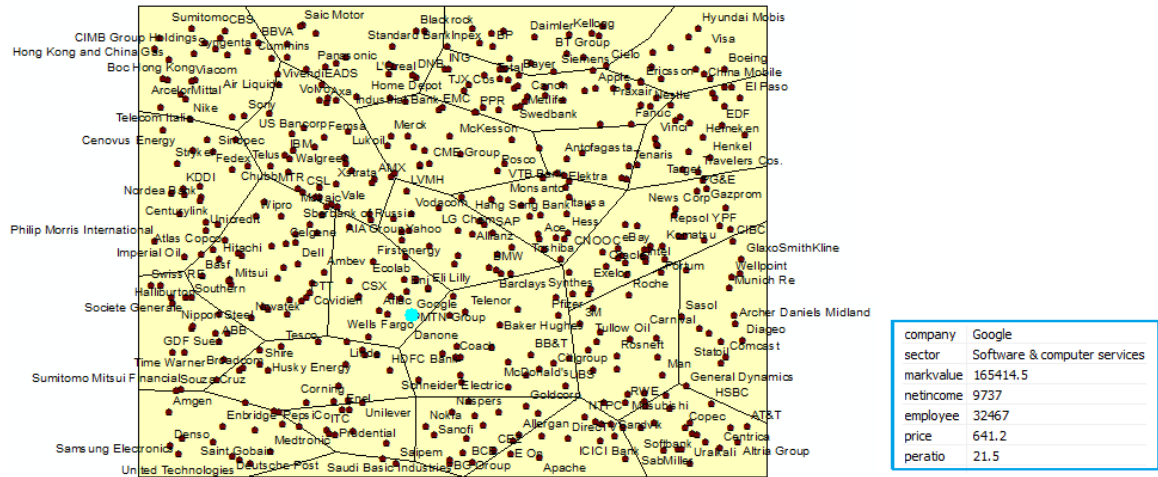 Sumitomo
CBS
Saic Motor
Blackrock
Daimler
Kellogg
Hyundai Mobis
CIMB Group Holdings
Syngenta
BBVA
Standard Bank
Inpex
BP
BT Group
Cielo
Visa
Hong Kong and China Gas
Cummins
Panasonic
ING
Siemens
Boeing
Boc Hong Kong
Viacom
Vivendi
EADS
L'oreal
DNB
Total
Bayer
Apple
Ericsson
China Mobile
ArcelorMittal
Air Liquide
Volvo
Axa
Home Depot
TJX Cos
Canon
Praxair
Nestle
El Paso
Nike
Sony
Industrial Bank
EMC
PPR
Metlife
Swedbank
Fanuc
EDF
Telecom Italia
US Bancorp
Femsa
Merck
McKesson
Vinci
Heineken
Cenovus Energy
Sinopec
IBM
Lukoil
Antofagasta
Henkel
Stryker
Fedex
Telus
Walgreen
CME Group
Posco
Tenaris
Travelers Cos.
KDDI
Chubb
MTR
CSL
Xstrata
AMX
LVMH
VTB Bank
Elektra
Target
PG&E
Nordea Bank
Mosaic
Vale
Monsanto
News Corp
Gazprom
Centurylink
Wipro
Sberbank of Russia
Vodacom
Hang Seng Bank
Itausa
Unicredit
LG Chem
SAP
Hess
Repsol YPF
Philip Morris International
Celgene
AIA Group
Yahoo
Allianz
Ace
CNOOC
eBay
Komatsu
CIBC
Atlas Copco
Hitachi
Dell
Firstenergy
Toshiba
Oracle
Intel
GlaxoSmithKline
Imperial Oil
Basf
Ambev
Ecolab
BMW
Fortum
Wellpoint
Swiss RE
Mitsui
Eni
Eli Lilly
Exelon
Munich Re
Halliburton
Southern
PTT
CSX
Barclays
Synthes
Roche
Societe Generale
Novatek
Covidien
Aflac
Google
Telenor
Pfizer
Sasol
Nippon Steel
MTN Group
3M
Archer Daniels Midland
ABB
Wells Fargo
Baker Hughes
Carnival
Diageo
GDF Suez
Tesco
Danone
BB&T
Tullow Oil
Rosneft
Comcast
Time Warner
Broadcom
Shire
Linde
HDFC Bank
Coach
Citigroup
Statoil
Sumitomo Mitsui Financial
Souza Cruz
Husky Energy
McDonald's
UBS
Man
General Dynamics
Amgen
Corning
Enel
Schneider Electric
Goldcorp
RWE
HSBC
Enbridge
PepsiCo
ITC
Unilever
Nokia
Naspers
NTPC
Mitsubishi
Copec
AT&T
Denso
Medtronic
Prudential
Sanofi
Allergan
DirecTV
Sandvik
Centrica
Samsung Electronics
Saint Gobain
Saipem
BCE
CEZ
E On
ICICI Bank
Softbank
Urakali
Altria Group
United Technologies
Deutsche Post
Saudi Basic Industries
BG Group
Apache
SabMiller
company Google
sector Software & computer services
markvalue 165414.5
netincome 9737
employee 32467
price 641.2
peratio 21.5